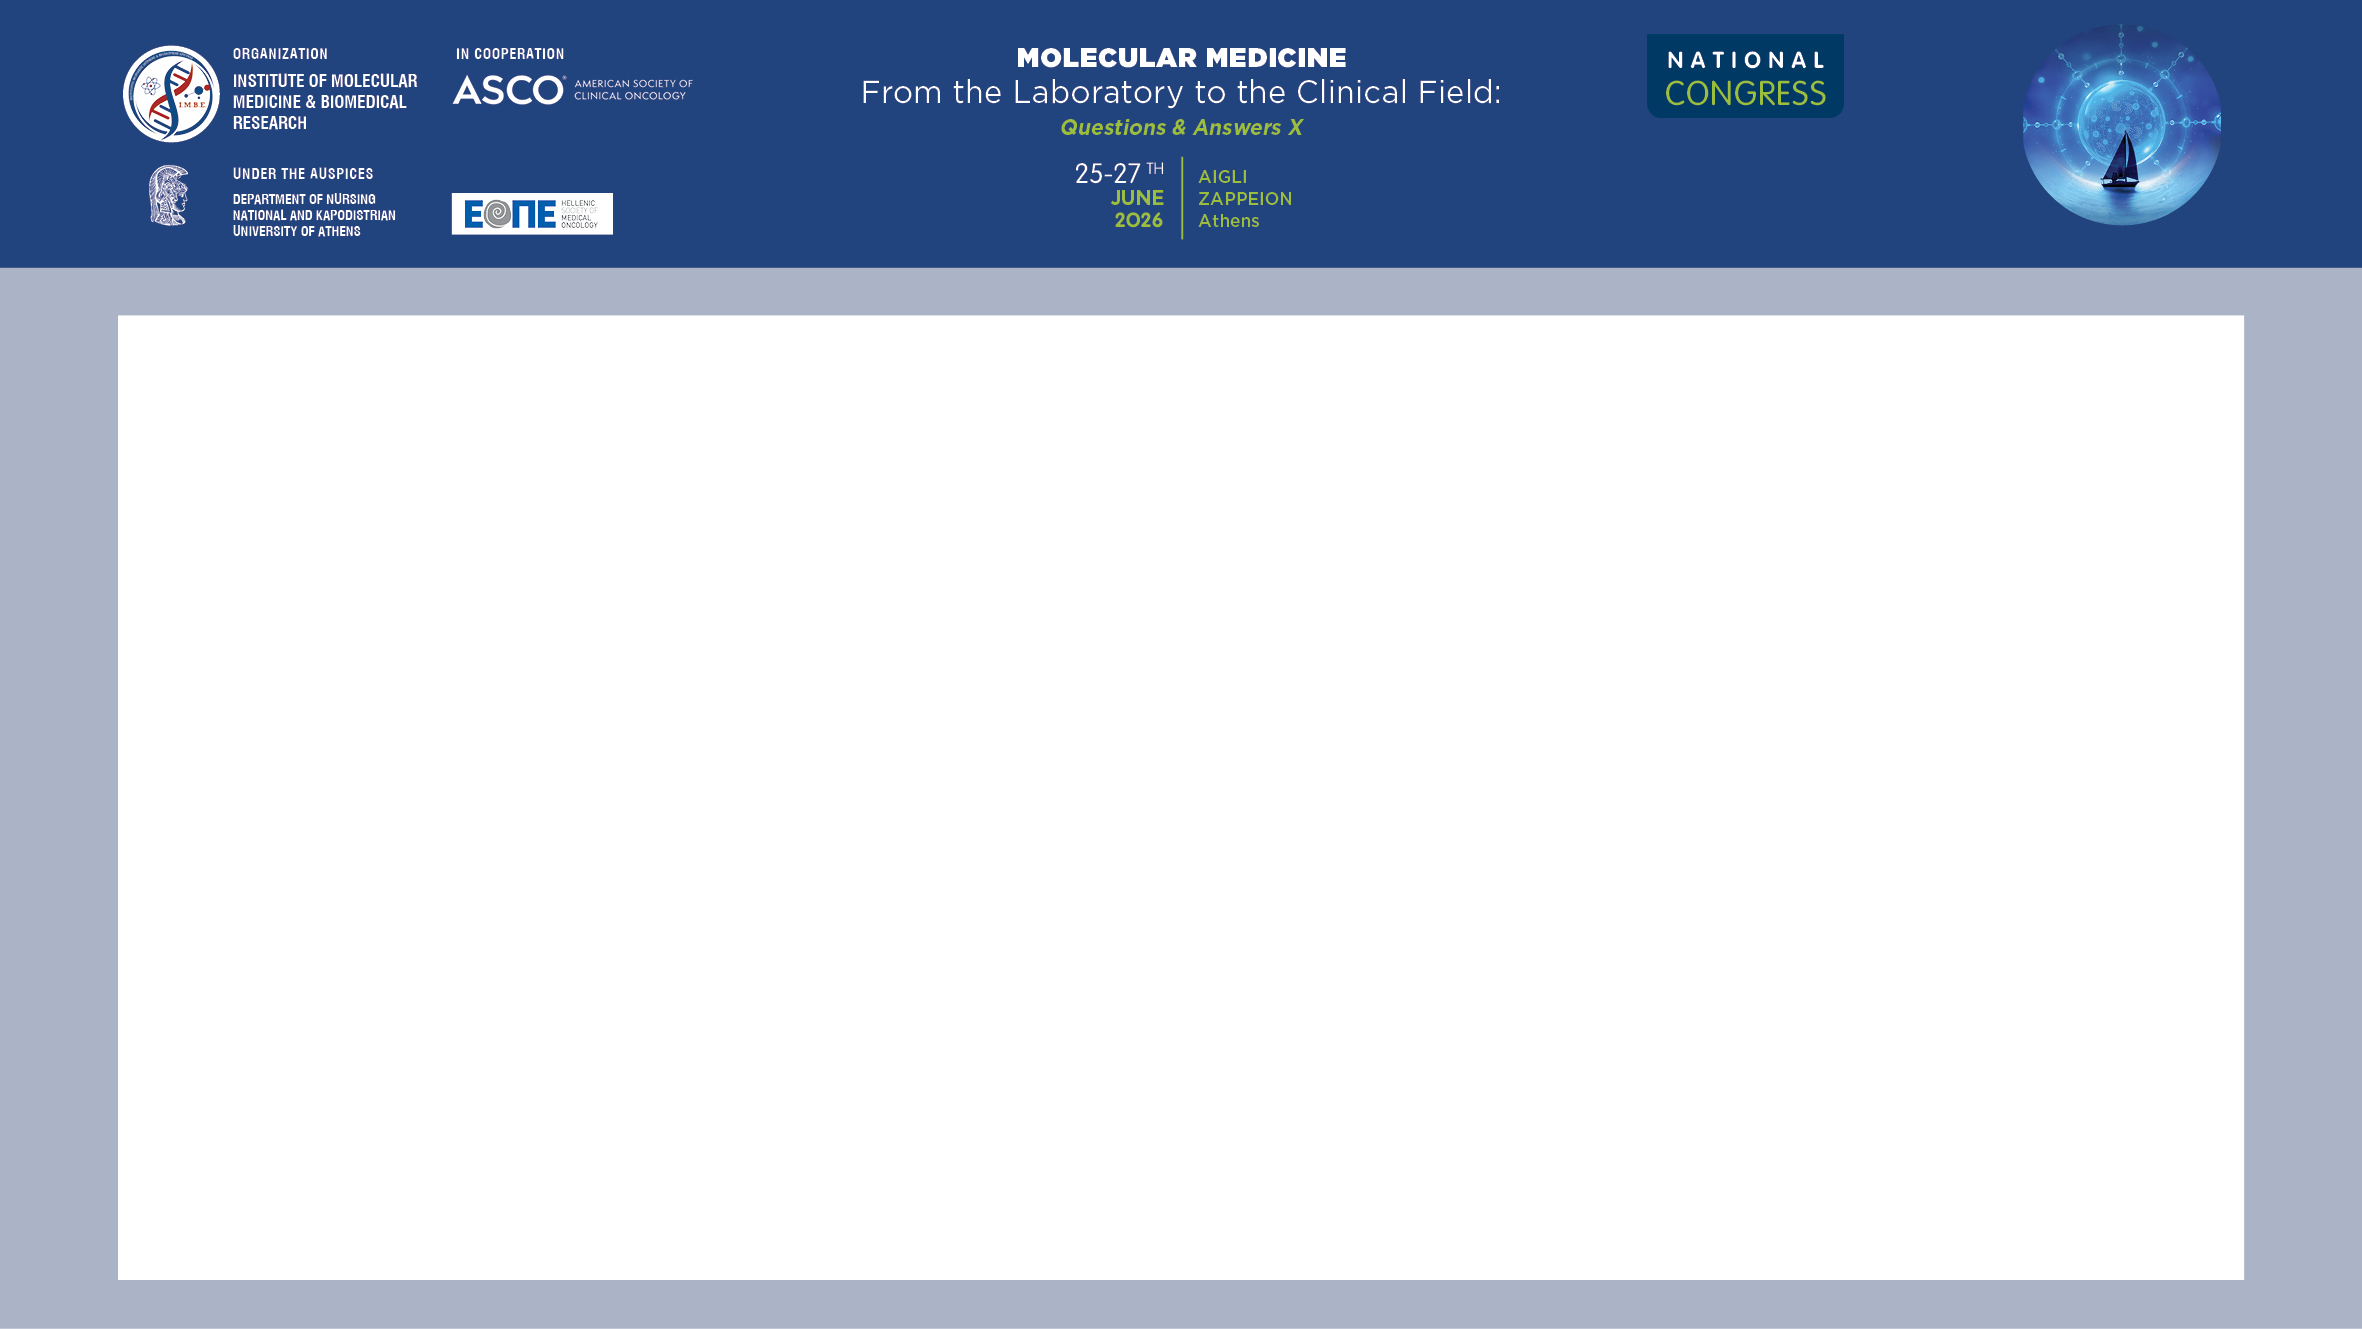 ORGANIZATION
INSTITUTE OF MOLECULAR
MEDICINE & BIOMEDICAL
RESEARCH
I.M.B.E.
IN COOPERATION
ASCO® AMERICAN SOCIETY OF
CLINICAL ONCOLOGY
UNDER THE AUSPICES
DEPARTMENT OF NURSING
NATIONAL AND KAPODISTRIAN
UNIVERSITY OF ATHENS
ΕΟΠΕ
HELLENIC
SOCIETY OF
MEDICAL
ONCOLOGY
MOLECULAR MEDICINE
From the Laboratory to the Clinical Field:
Questions & Answers X
25-27 TH
JUNE
2026
AIGLI
ZAPPEION
Athens
NATIONAL
CONGRESS